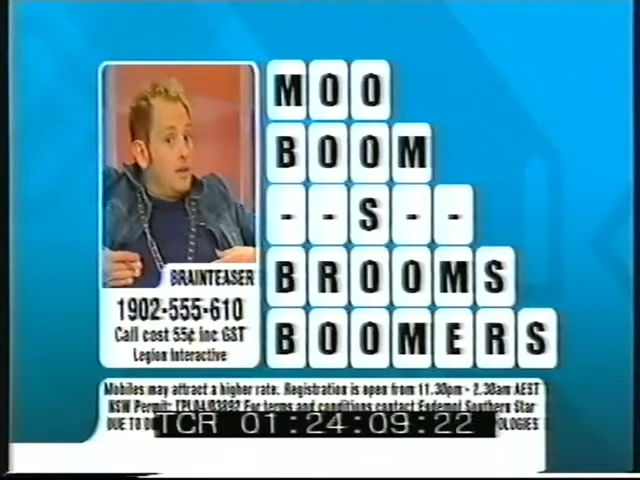 MOO
BOOM
--S--
BROOMS
BOOMERS
BRAINTEASER
1902-555-610
Call cost 55¢ inc GST
Legion Interactive
Mobiles may attract a higher rate. Registration is open from 11.30pm - 2.30am AEST
NSW Permit: For terms and conditions contact Endemol Southern Star
DUE TO
TCR 01:24:09:22